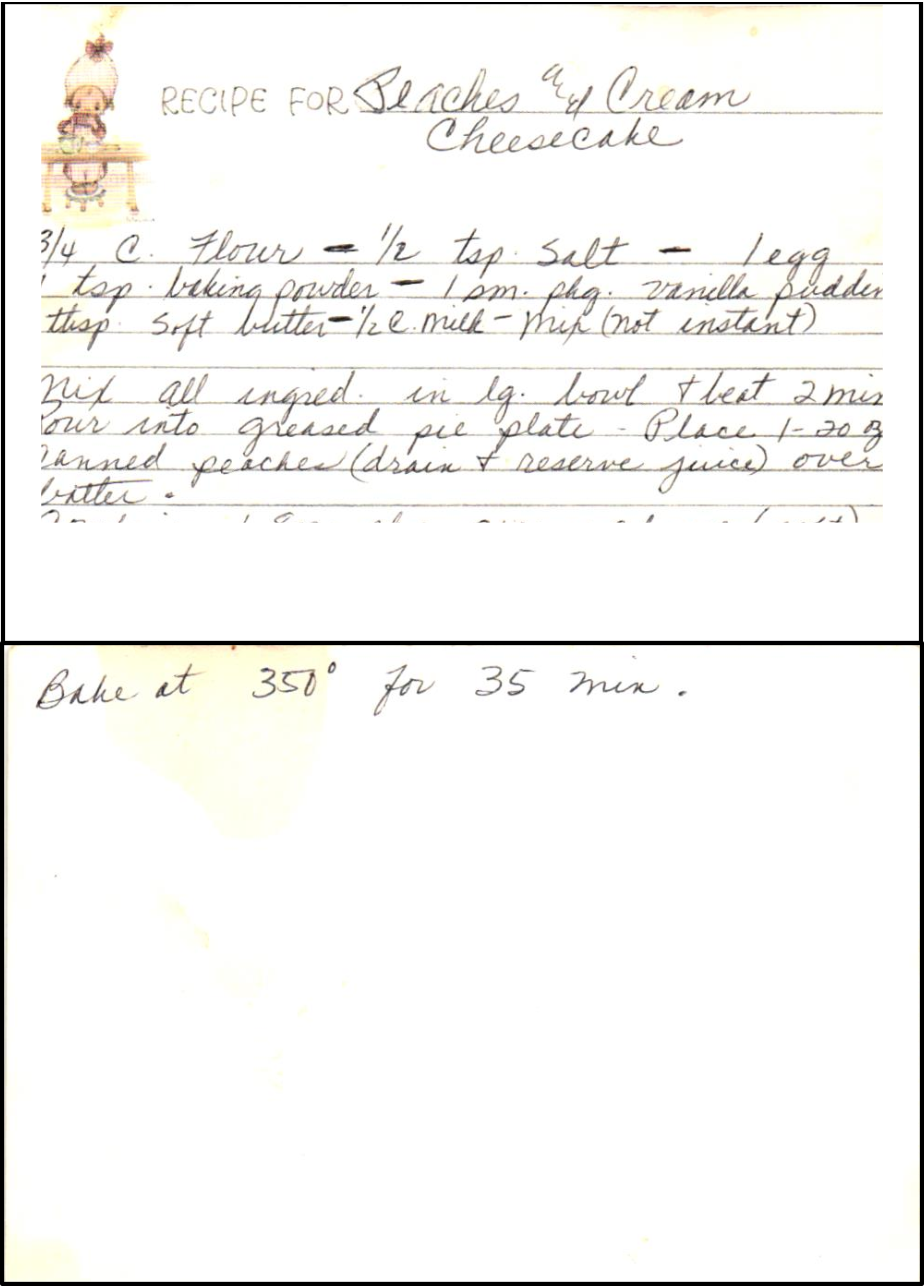 RECIPE FOR Peaches and Cream
Cheesecake
3/4 C. Flour - 1/2 tsp. Salt - 1 egg
1 tsp. baking powder - 1 sm. pkg. vanilla pudden
tbsp. Soft butter - 1/2 C. milk - Mix (not instant)
Mix all ingred. in lg. bowl & beat 2 min
our into greased pie plate - Place 1-20 oz
canned peaches (drain & reserve juice) over
batter.
Bake at 350° for 35 min.